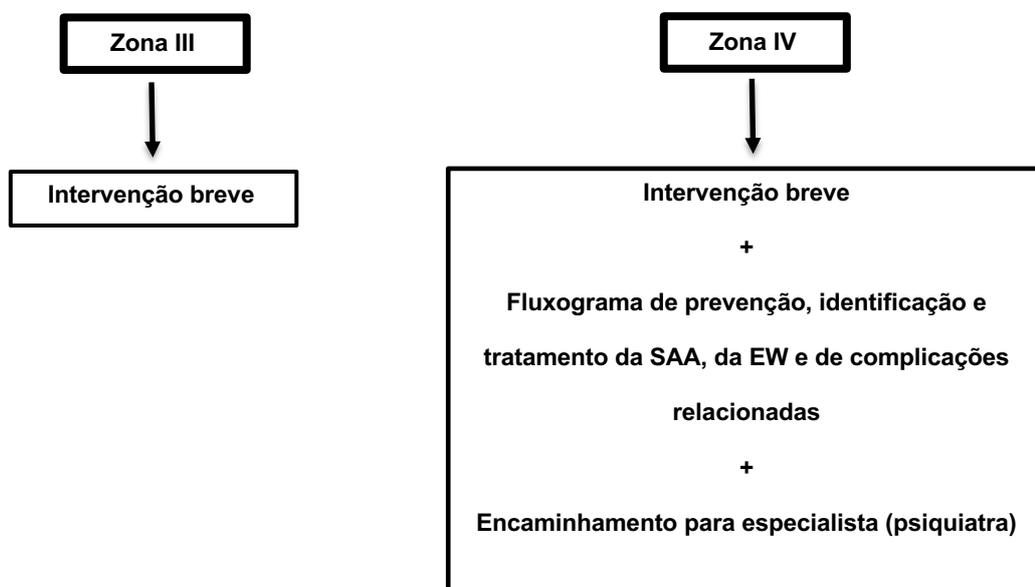 Zona III
Intervenção breve
Zona IV
Intervenção breve
+
Fluxograma de prevenção, identificação e
tratamento da SAA, da EW e de complicações
relacionadas
+
Encaminhamento para especialista (psiquiatra)